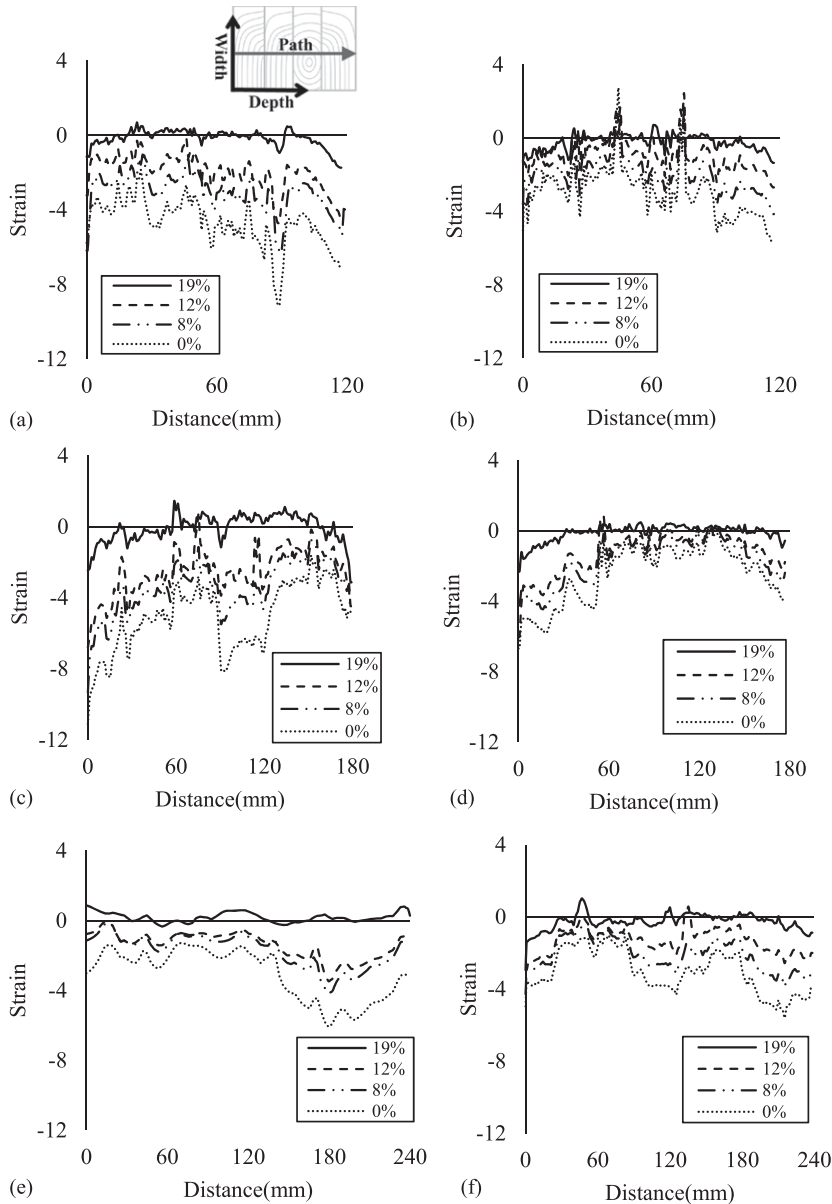 Width
Path
Depth
4
0
-4
-8
-12
Strain
19%
12%
8%
0%
0 60 120
Distance(mm)
(a)
4
0
-4
-8
-12
Strain
19%
12%
8%
0%
0 60 120
Distance(mm)
(b)
4
0
-4
-8
-12
Strain
19%
12%
8%
0%
0 60 120 180
Distance(mm)
(c)
4
0
-4
-8
-12
Strain
19%
12%
8%
0%
0 60 120 180
Distance(mm)
(d)
4
0
-4
-8
-12
Strain
19%
12%
8%
0%
0 60 120 180 240
Distance(mm)
(e)
4
0
-4
-8
-12
Strain
19%
12%
8%
0%
0 60 120 180 240
Distance(mm)
(f)